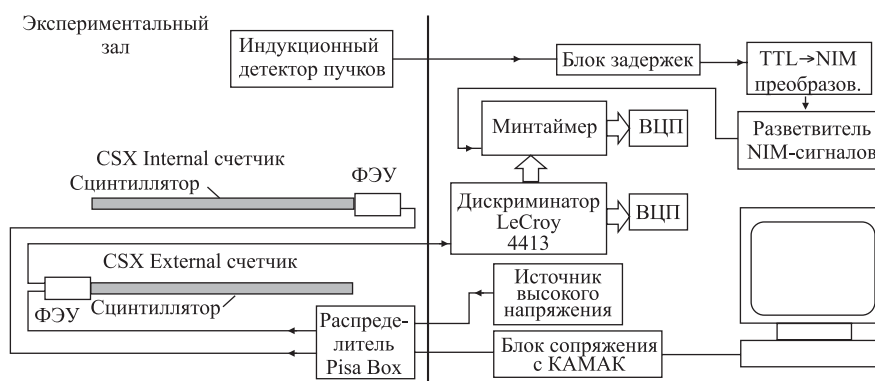 Экспериментальный
зал
Индукционный
детектор пучков
Блок задержек
TTL→NIM
преобразов.
Минтаймер
ВЦП
Разветвитель
NIM-сигналов
CSX Internal счетчик
Сцинтиллятор
ФЭУ
Дискриминатор
LeCroy
4413
ВЦП
CSX External счетчик
ФЭУ
Сцинтиллятор
Источник
высокого
напряжения
Распреде-
литель
Pisa Box
Блок сопряжения
с КАМАК